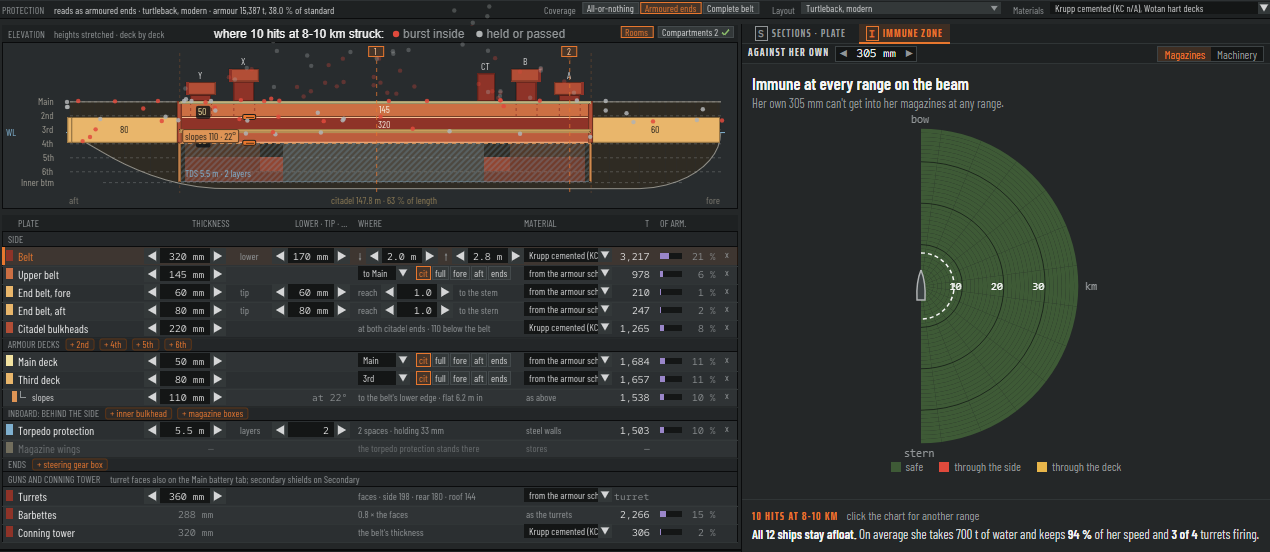 PROTECTION reads as armoured ends · turtleback, modern - armour 15,387 t, 38.0 % of standard Coverage All-or-nothing Armoured ends Complete belt Layout Turtleback, modern Materials Krupp cemented (KC n/a), Wotan hart decks
ELEVATION heights stretched · deck by deck where 10 hits at 8-10 km struck: burst inside held or passed Rooms Compartments 2 ✓
S SECTIONS · PLATE I IMMUNE ZONE
AGAINST HER OWN 305 mm Magazines Machinery
Immune at every range on the beam
Her own 305 mm can't get into her magazines at any range.
1 2
Y X CT B A
Main
2nd
3rd
4th
5th
6th
Inner btm
WL
50 145
80 320 60
slopes 110 · 22°
TDS 5.5 m · 2 layers
aft citadel 147.8 m · 63 % of length fore
bow
10 20 30 km
stern
safe through the side through the deck
PLATE THICKNESS LOWER · TIP ·... WHERE MATERIAL T OF ARM.
SIDE
Belt 320 mm lower 170 mm ↓ 2.0 m ↑ 2.8 m Krupp cemented (KC 3,217 21 % x
Upper belt 145 mm to Main cit full fore aft ends from the armour sch 978 6 % x
End belt, fore 60 mm tip 60 mm reach 1.0 to the stern from the armour sch 210 1 % x
End belt, aft 80 mm tip 80 mm reach 1.0 to the stern from the armour sch 247 2 % x
Citadel bulkheads 220 mm at both citadel ends · 110 below the belt Krupp cemented (KC 1,265 8 % x
ARMOUR DECKS + 2nd + 4th + 5th + 6th
Main deck 50 mm Main cit full fore aft ends from the armour sch 1,684 11 % x
Third deck 80 mm 3rd cit full fore aft ends from the armour sch 1,657 11 % x
slopes 110 mm at 22° to the belt's lower edge · flat 6.2 m in as above 1,538 10 % x
INBOARD: BEHIND THE SIDE + inner bulkhead + magazine boxes
Torpedo protection 5.5 m layers 2 2 spaces · holding 33 mm steel walls 1,503 10 % x
Magazine wings — the torpedo protection stands there stores —
ENDS + steering gear box
GUNS AND CONNING TOWER turret faces also on the Main battery tab; secondary shields on Secondary
Turrets 360 mm faces · side 198 · rear 180 · roof 144 from the armour sch turret
Barbettes 288 mm 0.8 × the faces as the turrets 2,266 15 %
Conning tower 320 mm the belt's thickness Krupp cemented (KC 306 2 %
10 HITS AT 8-10 KM click the chart for another range
All 12 ships stay afloat. On average she takes 700 t of water and keeps 94 % of her speed and 3 of 4 turrets firing.